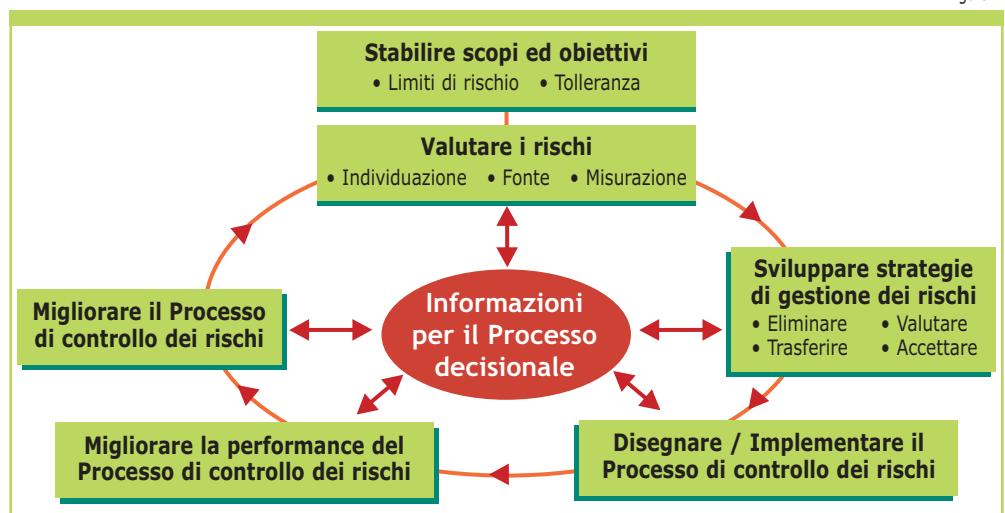 Stabilire scopi ed obiettivi
• Limiti di rischio • Tolleranza
Valutare i rischi
• Individuazione • Fonte • Misurazione
Sviluppare strategie
di gestione dei rischi
• Eliminare • Valutare
• Trasferire • Accettare
Informazioni
per il Processo
decisionale
Migliorare il Processo
di controllo dei rischi
Migliorare la performance del
Processo di controllo dei rischi
Disegnare / Implementare il
Processo di controllo dei rischi